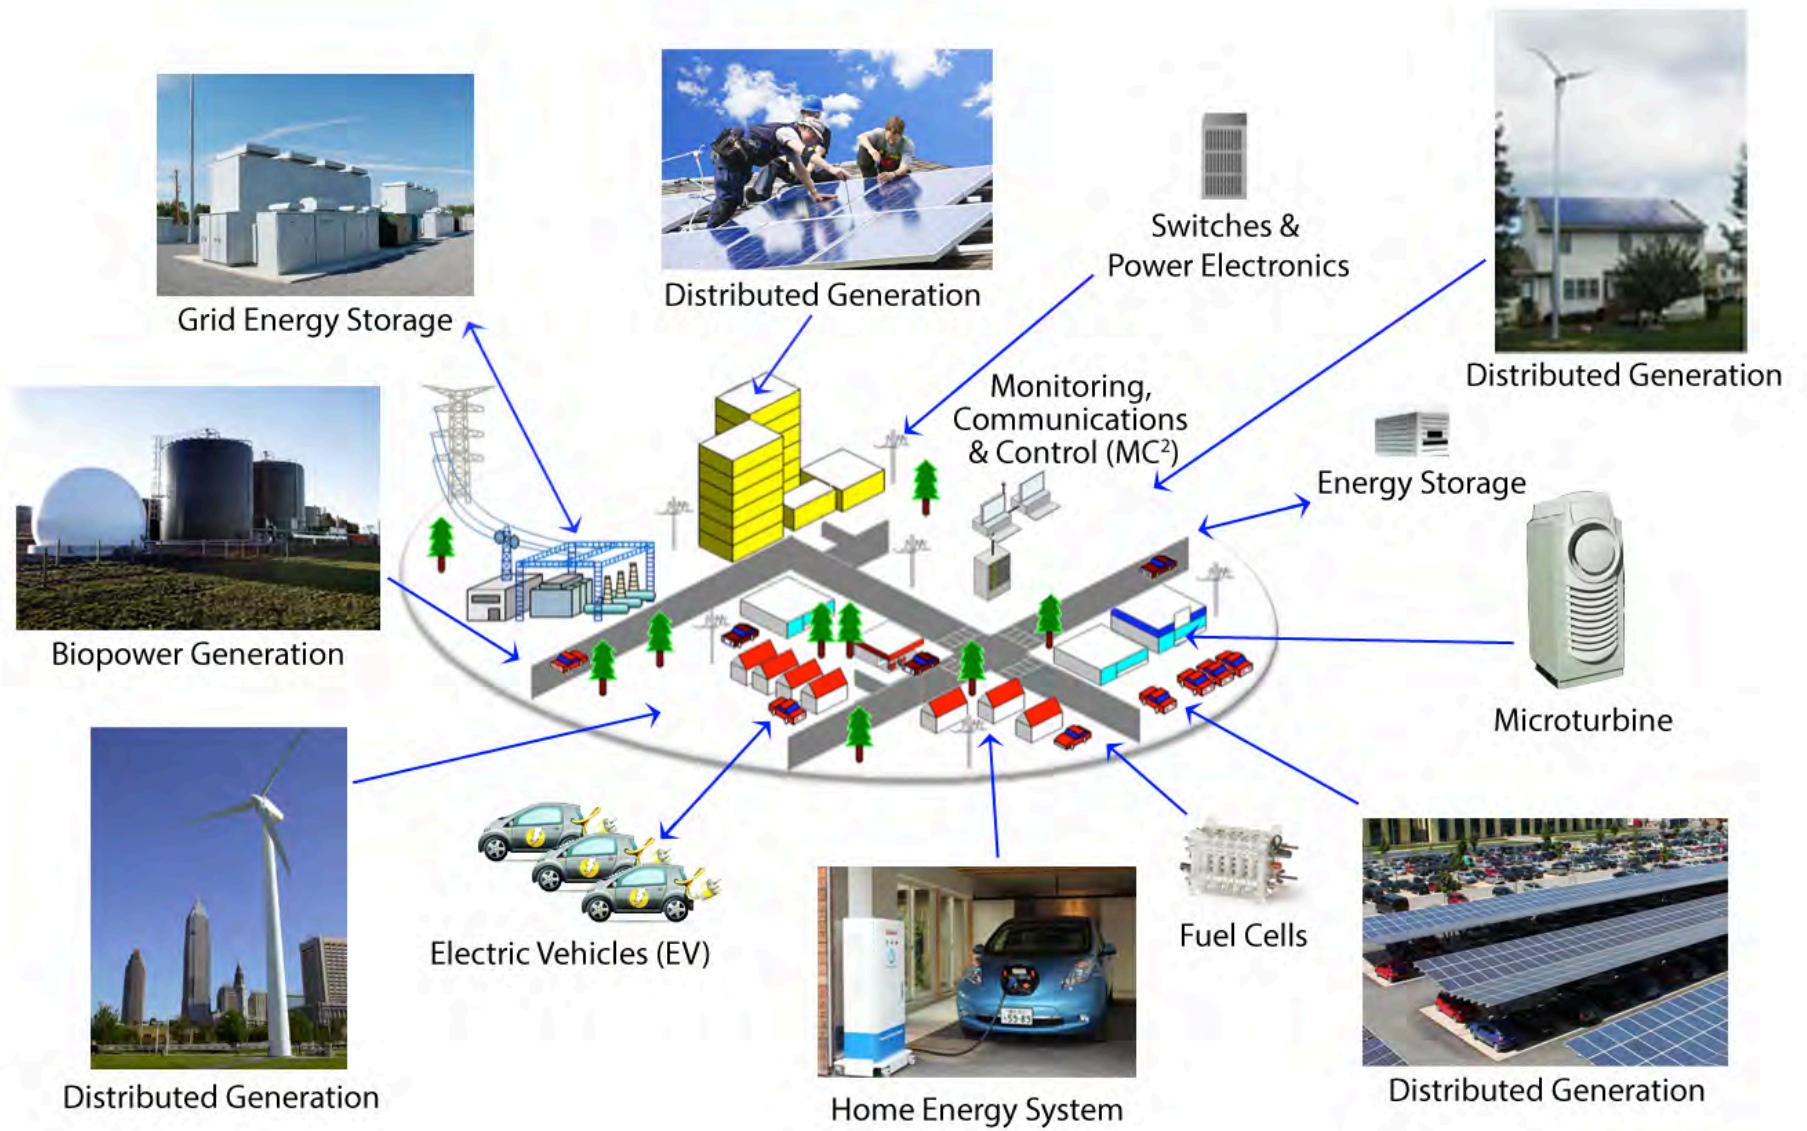 Grid Energy Storage
Distributed Generation
Switches &
Power Electronics
Distributed Generation
Monitoring,
Communications
& Control (MC²)
Energy Storage
Biopower Generation
Microturbine
Distributed Generation
Electric Vehicles (EV)
Home Energy System
Fuel Cells
Distributed Generation